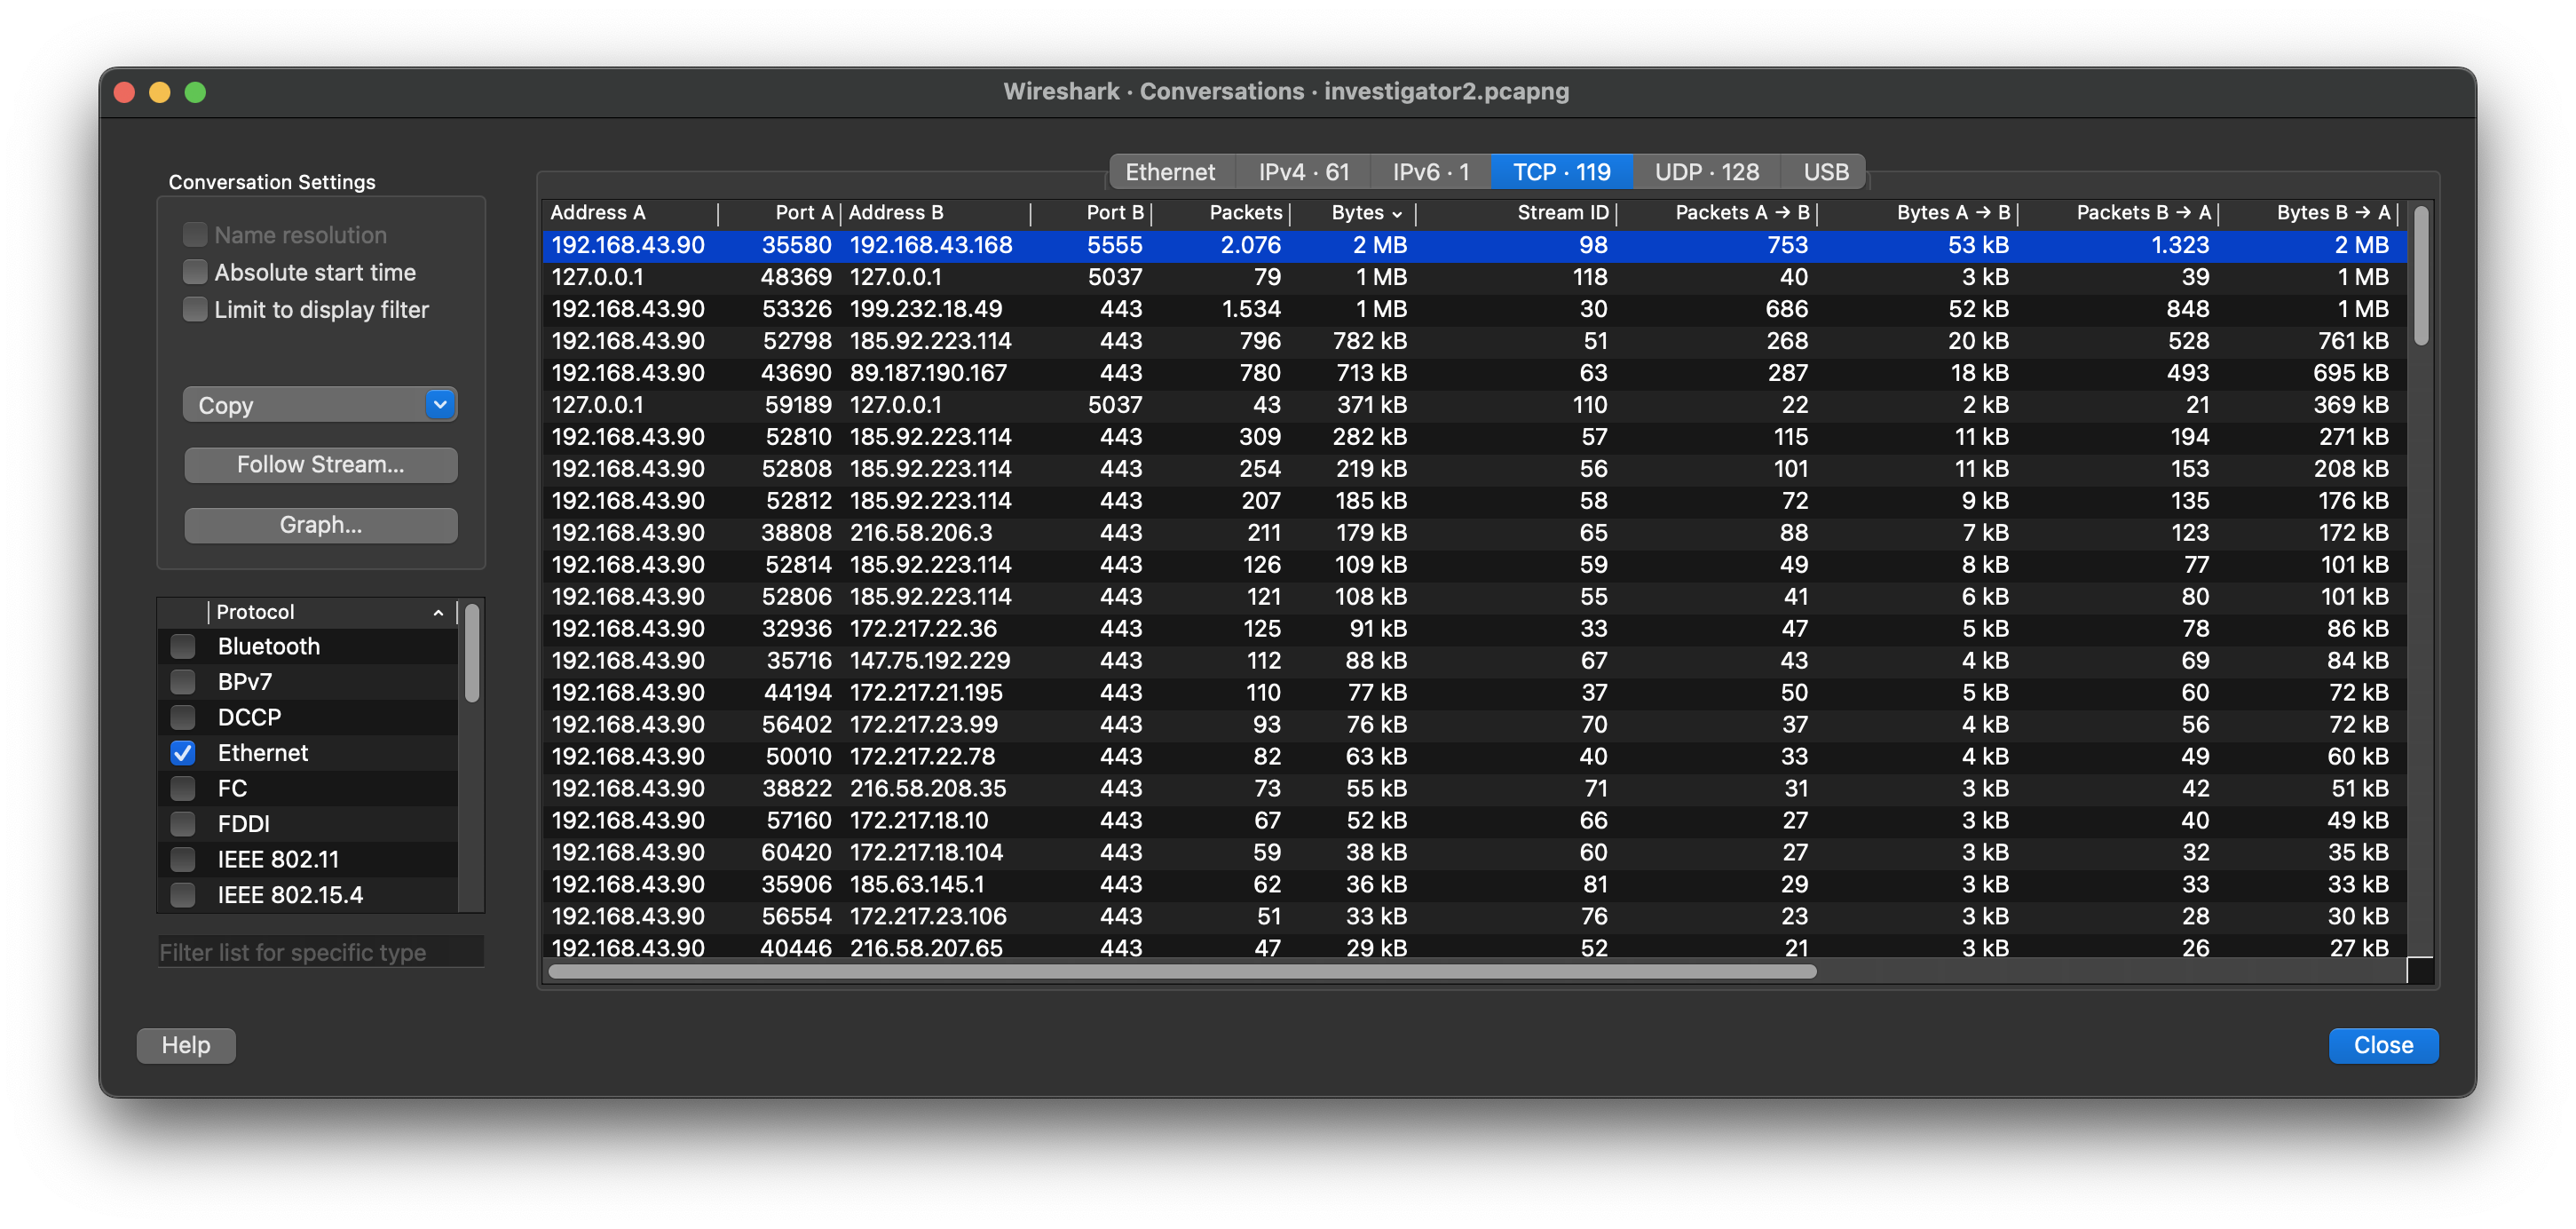 Wireshark · Conversations · investigator2.pcapng
Conversation Settings
Name resolution
Absolute start time
Limit to display filter
Copy
Follow Stream...
Graph...
Protocol
Bluetooth
BPv7
DCCP
Ethernet
FC
FDDI
IEEE 802.11
IEEE 802.15.4
Filter list for specific type
Ethernet IPv4 · 61 IPv6 · 1 TCP · 119 UDP · 128 USB
Address A Port A Address B Port B Packets Bytes Stream ID Packets A → B Bytes A → B Packets B → A Bytes B → A
192.168.43.90 35580 192.168.43.168 5555 2.076 2 MB 98 753 53 kB 1.323 2 MB
127.0.0.1 48369 127.0.0.1 5037 79 1 MB 118 40 3 kB 39 1 MB
192.168.43.90 53326 199.232.18.49 443 1.534 1 MB 30 686 52 kB 848 1 MB
192.168.43.90 52798 185.92.223.114 443 796 782 kB 51 268 20 kB 528 761 kB
192.168.43.90 43690 89.187.190.167 443 780 713 kB 63 287 18 kB 493 695 kB
127.0.0.1 59189 127.0.0.1 5037 43 371 kB 110 22 2 kB 21 369 kB
192.168.43.90 52810 185.92.223.114 443 309 282 kB 57 115 11 kB 194 271 kB
192.168.43.90 52808 185.92.223.114 443 254 219 kB 56 101 11 kB 153 208 kB
192.168.43.90 52812 185.92.223.114 443 207 185 kB 58 72 9 kB 135 176 kB
192.168.43.90 38808 216.58.206.3 443 211 179 kB 65 88 7 kB 123 172 kB
192.168.43.90 52814 185.92.223.114 443 126 109 kB 59 49 8 kB 77 101 kB
192.168.43.90 52806 185.92.223.114 443 121 108 kB 55 41 6 kB 80 101 kB
192.168.43.90 32936 172.217.22.36 443 125 91 kB 33 47 5 kB 78 86 kB
192.168.43.90 35716 147.75.192.229 443 112 88 kB 67 43 4 kB 69 84 kB
192.168.43.90 44194 172.217.21.195 443 110 77 kB 37 50 5 kB 60 72 kB
192.168.43.90 56402 172.217.23.99 443 93 76 kB 70 37 4 kB 56 72 kB
192.168.43.90 50010 172.217.22.78 443 82 63 kB 40 33 4 kB 49 60 kB
192.168.43.90 38822 216.58.208.35 443 73 55 kB 71 31 3 kB 42 51 kB
192.168.43.90 57160 172.217.18.10 443 67 52 kB 66 27 3 kB 40 49 kB
192.168.43.90 60420 172.217.18.104 443 59 38 kB 60 27 3 kB 32 35 kB
192.168.43.90 35906 185.63.145.1 443 62 36 kB 81 29 3 kB 33 33 kB
192.168.43.90 56554 172.217.23.106 443 51 33 kB 76 23 3 kB 28 30 kB
192.168.43.90 40446 216.58.207.65 443 47 29 kB 52 21 3 kB 26 27 kB
Help
Close